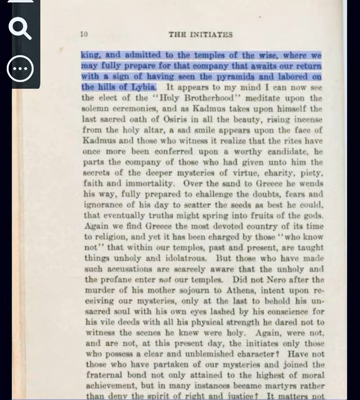 10 THE INITIATES
king, and admitted to the temples of the wise, where we
may fully prepare for that company that awaits our return
with a sign of having seen the pyramids and labored on
the hills of Lybia. It appears to my mind I can now see
the elect of the "Holy Brotherhood" meditate upon the
solemn ceremonies, and as Kadmus takes upon himself the
last sacred oath of Osiris in all the beauty, rising incense
from the holy altar, a sad smile appears upon the face of
Kadmus and those who witness it realize that the rites have
once more been conferred upon a worthy candidate, he
parts the company of those who had given unto him the
secrets of the deeper mysteries of virtue, charity, piety,
faith and immortality. Over the sand to Greece he wends
his way, fully prepared to challenge the doubts, fears and
ignorance of his day to scatter the seeds as best he could,
that eventually truths might spring into fruits of the gods.
Again we find Greece the most devoted country of its time
to religion, and yet it has been charged by those "who know
not" that within our temples, past and present, are taught
things unholy and idolatrous. But those who have made
such accusations are scarcely aware that the unholy and
the profane enter not our temples. Did not Nero after the
murder of his mother sojourn to Athens, intent upon re-
ceiving our mysteries, only at the last to behold his un-
sacred soul with his own eyes lashed by his conscience for
his vile deeds with all his physical strength he dared not to
witness the scenes he knew were holy. Again, were not,
and are not, at this present day, the initiates only those
who possess a clear and unblemished character? Have not
those who have partaken of our mysteries and joined the
fraternal bond not only attained to the highest of moral
achievement, but in many instances became martyrs rather
than deny the spirit of right and justice? It matters not